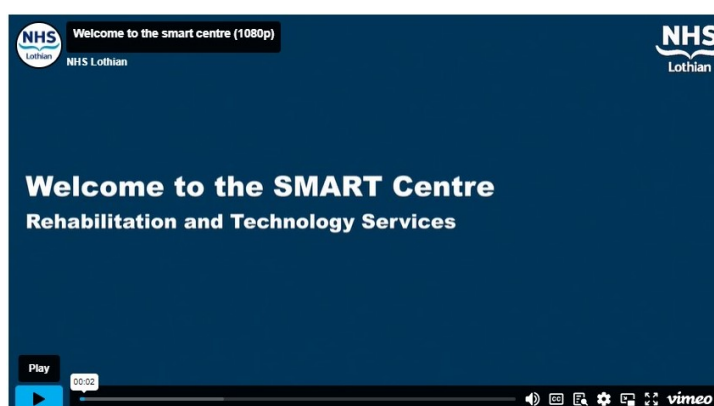 NHS
Lothian
Welcome to the smart centre (1080p)
NHS Lothian
NHS
Lothian
Welcome to the SMART Centre
Rehabilitation and Technology Services
Play
00:02
CC
vimeo